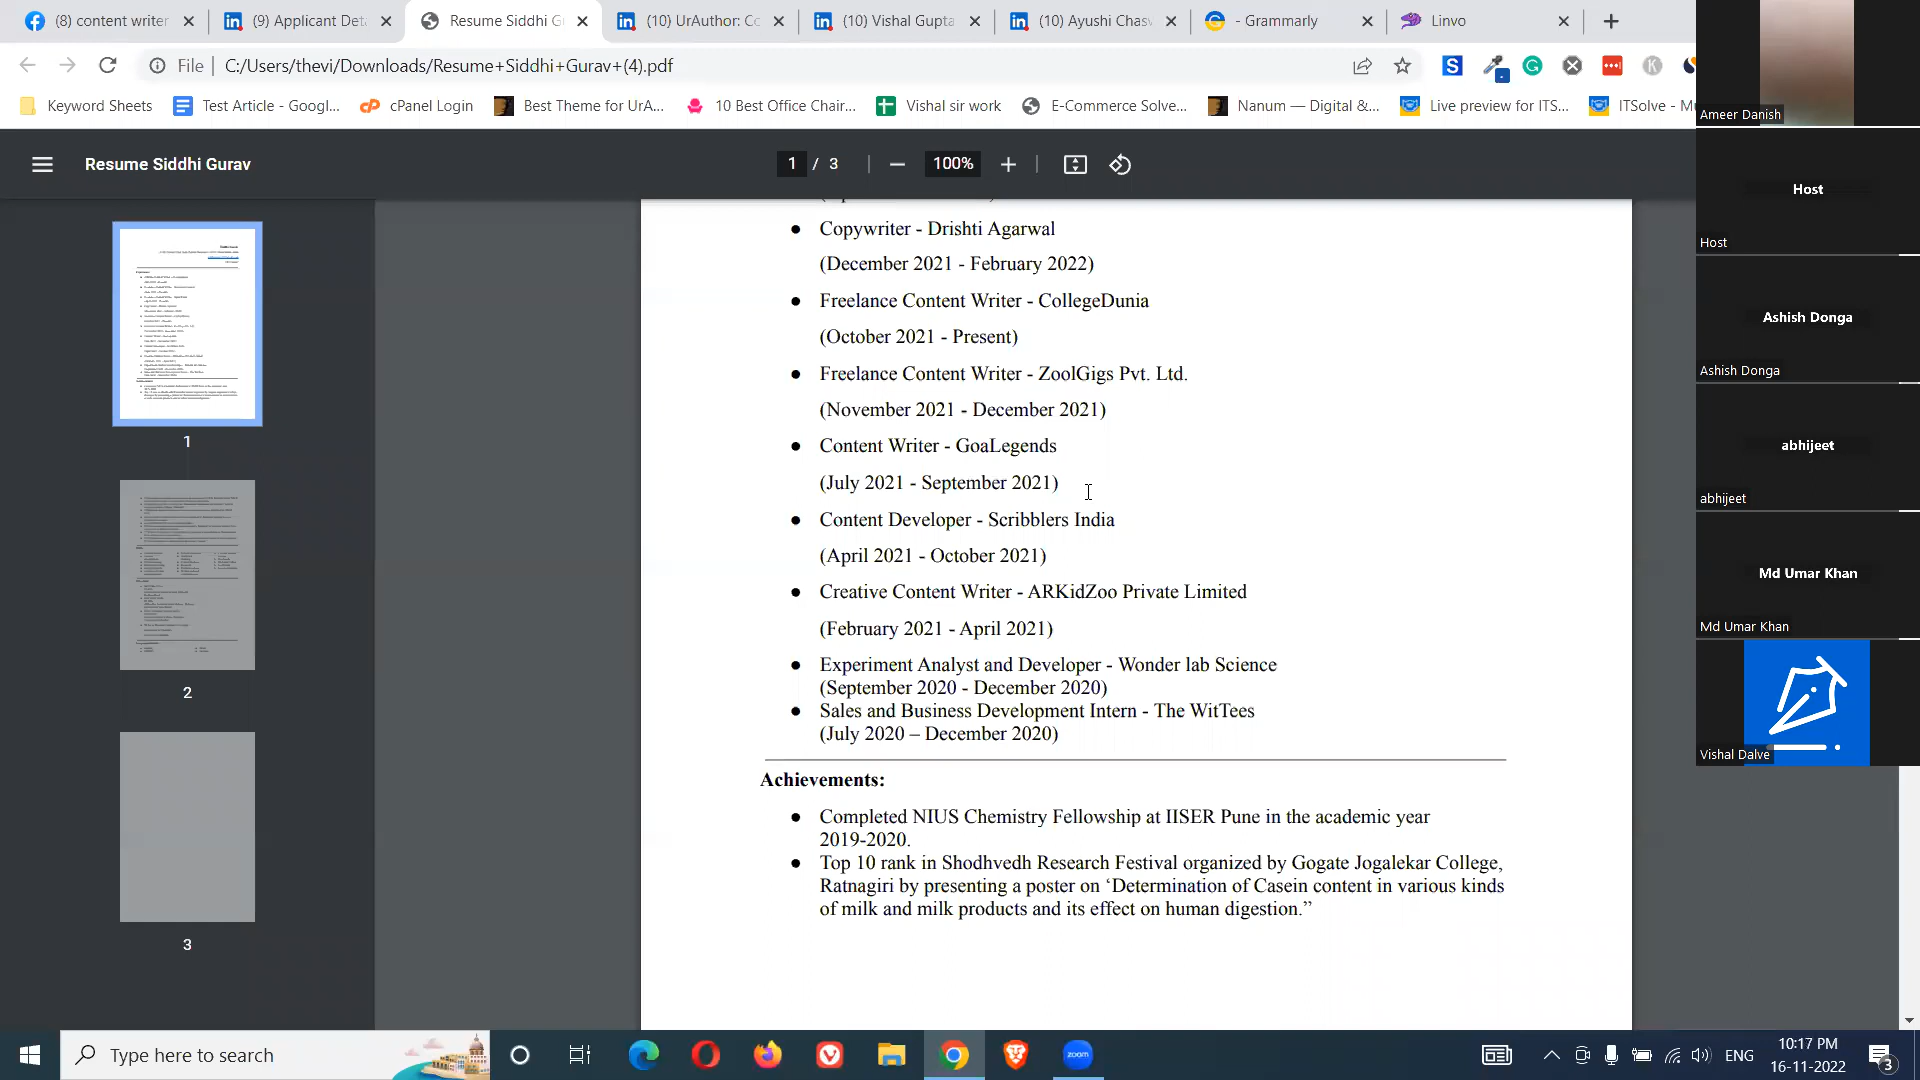 (8) content writer
(9) Applicant Det
Resume Siddhi G
(10) UrAuthor: Co
(10) Vishal Gupta
(10) Ayushi Chas
- Grammarly
Linvo
File | C:/Users/thevi/Downloads/Resume+Siddhi+Gurav+(4).pdf
Keyword Sheets
Test Article - Googl...
cPanel Login
Best Theme for UrA...
10 Best Office Chair...
Vishal sir work
E-Commerce Solve...
Nanum — Digital &...
Live preview for ITS...
ITSolve - M
Resume Siddhi Gurav
1 / 3
100%
● Copywriter - Drishti Agarwal
(December 2021 - February 2022)
● Freelance Content Writer - CollegeDunia
(October 2021 - Present)
● Freelance Content Writer - ZoolGigs Pvt. Ltd.
(November 2021 - December 2021)
● Content Writer - GoaLegends
(July 2021 - September 2021)
● Content Developer - Scribblers India
(April 2021 - October 2021)
● Creative Content Writer - ARKidZoo Private Limited
(February 2021 - April 2021)
● Experiment Analyst and Developer - Wonder lab Science
(September 2020 - December 2020)
● Sales and Business Development Intern - The WitTees
(July 2020 – December 2020)
Achievements:
● Completed NIUS Chemistry Fellowship at IISER Pune in the academic year
2019-2020.
● Top 10 rank in Shodhvedh Research Festival organized by Gogate Jogalekar College,
Ratnagiri by presenting a poster on ‘Determination of Casein content in various kinds
of milk and milk products and its effect on human digestion.”
1
2
3
Ameer Danish
Host
Host
Ashish Donga
Ashish Donga
abhijeet
abhijeet
Md Umar Khan
Md Umar Khan
Vishal Dalve
Type here to search
zoom
ENG
10:17 PM
16-11-2022
3